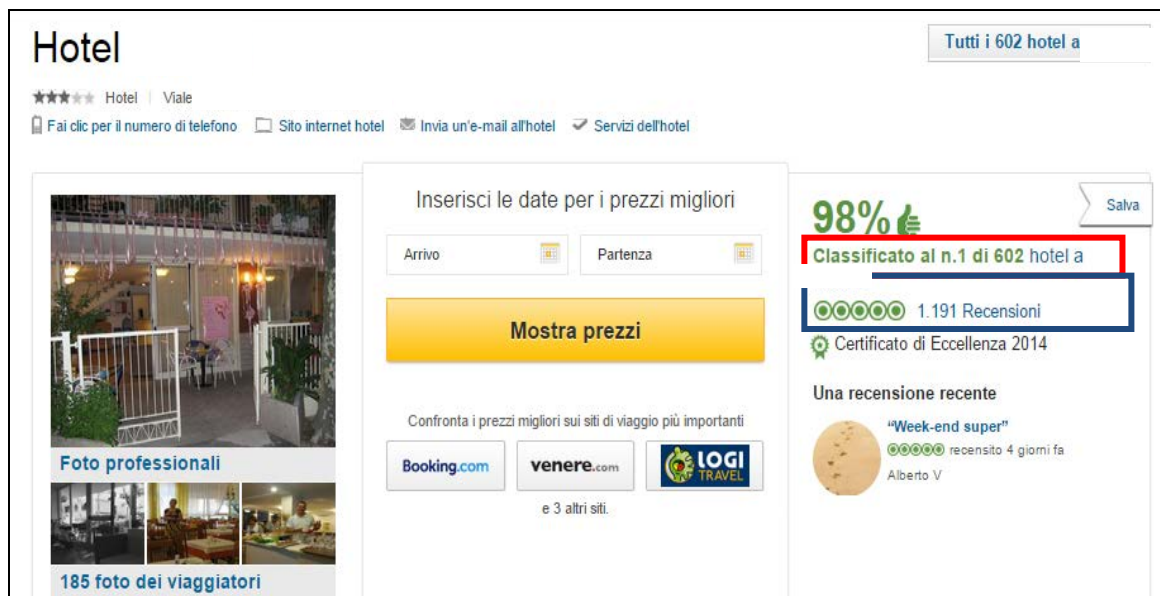 Hotel
Tutti i 602 hotel a
Hotel Viale
Fai clic per il numero di telefono Sito internet hotel Invia un'e-mail all'hotel Servizi dell'hotel
Inserisci le date per i prezzi migliori
Arrivo Partenza
Mostra prezzi
Confronta i prezzi migliori sui siti di viaggio più importanti
Booking.com venere.com LOGI TRAVEL
e 3 altri siti.
Foto professionali
185 foto dei viaggiatori
Salva
98%
Classificato al n.1 di 602 hotel a
1.191 Recensioni
Certificato di Eccellenza 2014
Una recensione recente
“Week-end super”
recensito 4 giorni fa
Alberto V